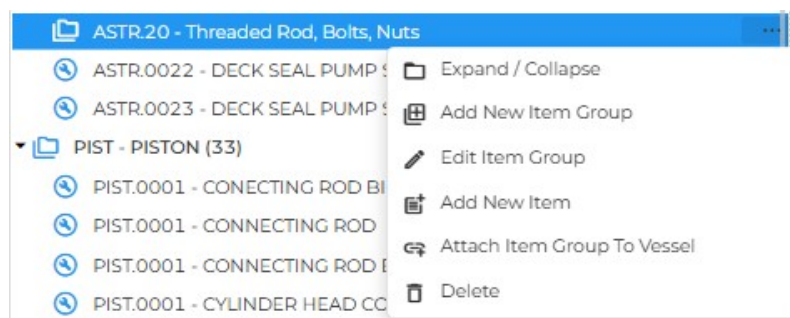 ASTR.20 - Threaded Rod, Bolts, Nuts ...
ASTR.0022 - DECK SEAL PUMP
Expand / Collapse
Add New Item Group
ASTR.0023 - DECK SEAL PUMP
PIST - PISTON (33)
Edit Item Group
PIST.0001 - CONECTING ROD BI
Add New Item
PIST.0001 - CONNECTING ROD
Attach Item Group To Vessel
PIST.0001 - CONNECTING ROD
Delete
PIST.0001 - CYLINDER HEAD CO